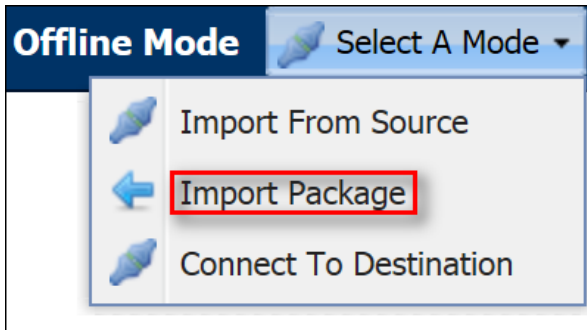 Offline Mode Select A Mode
Import From Source
Import Package
Connect To Destination